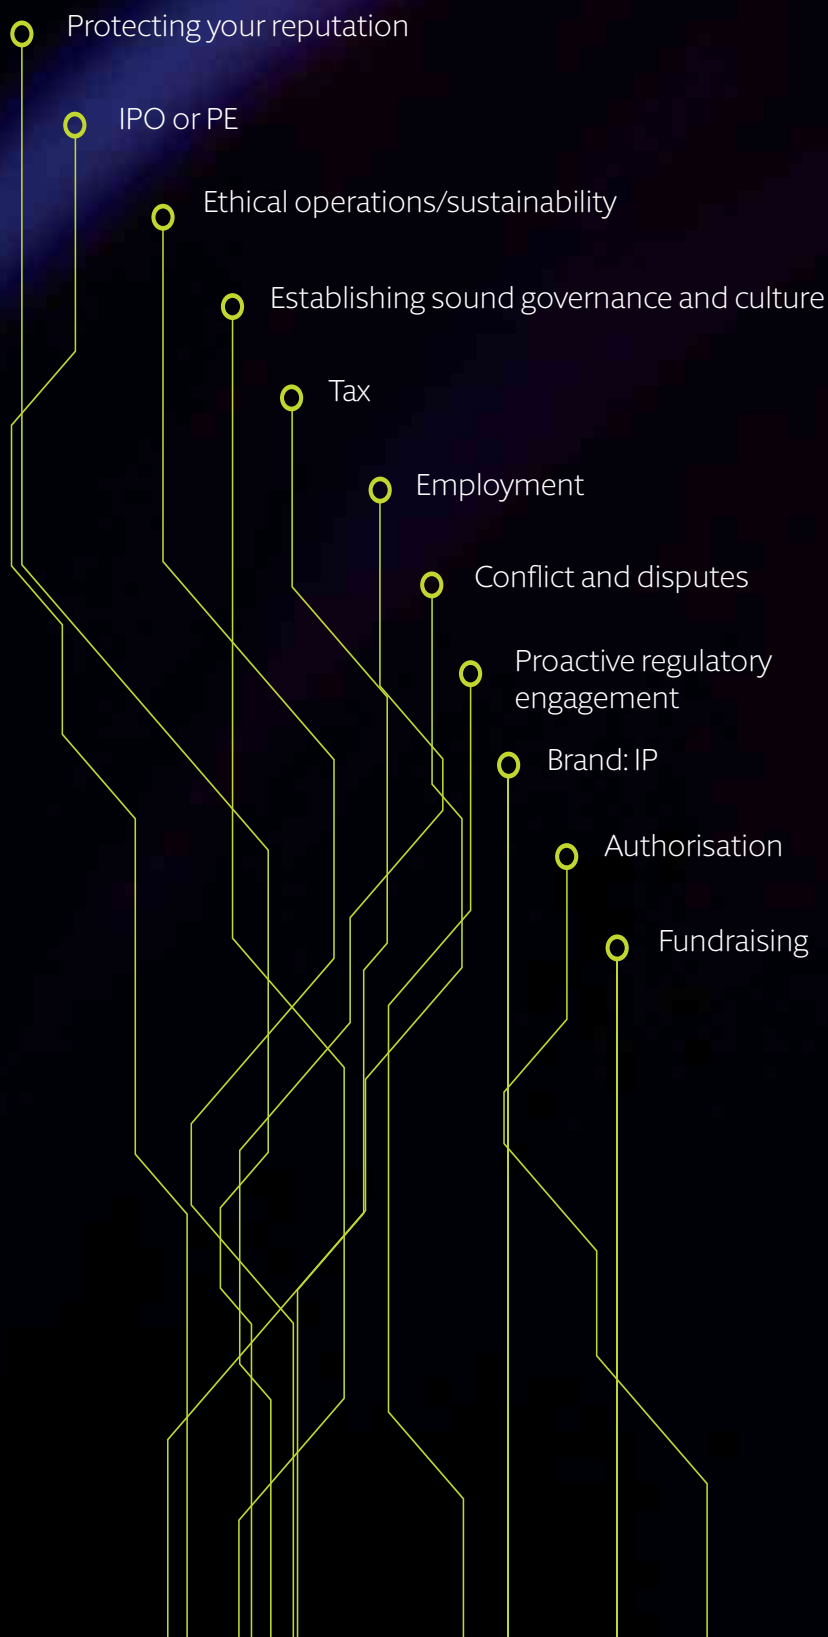 Protecting your reputation
IPO or PE
Ethical operations/sustainability
Establishing sound governance and culture
Tax
Employment
Conflict and disputes
Proactive regulatory
engagement
Brand: IP
Authorisation
Fundraising